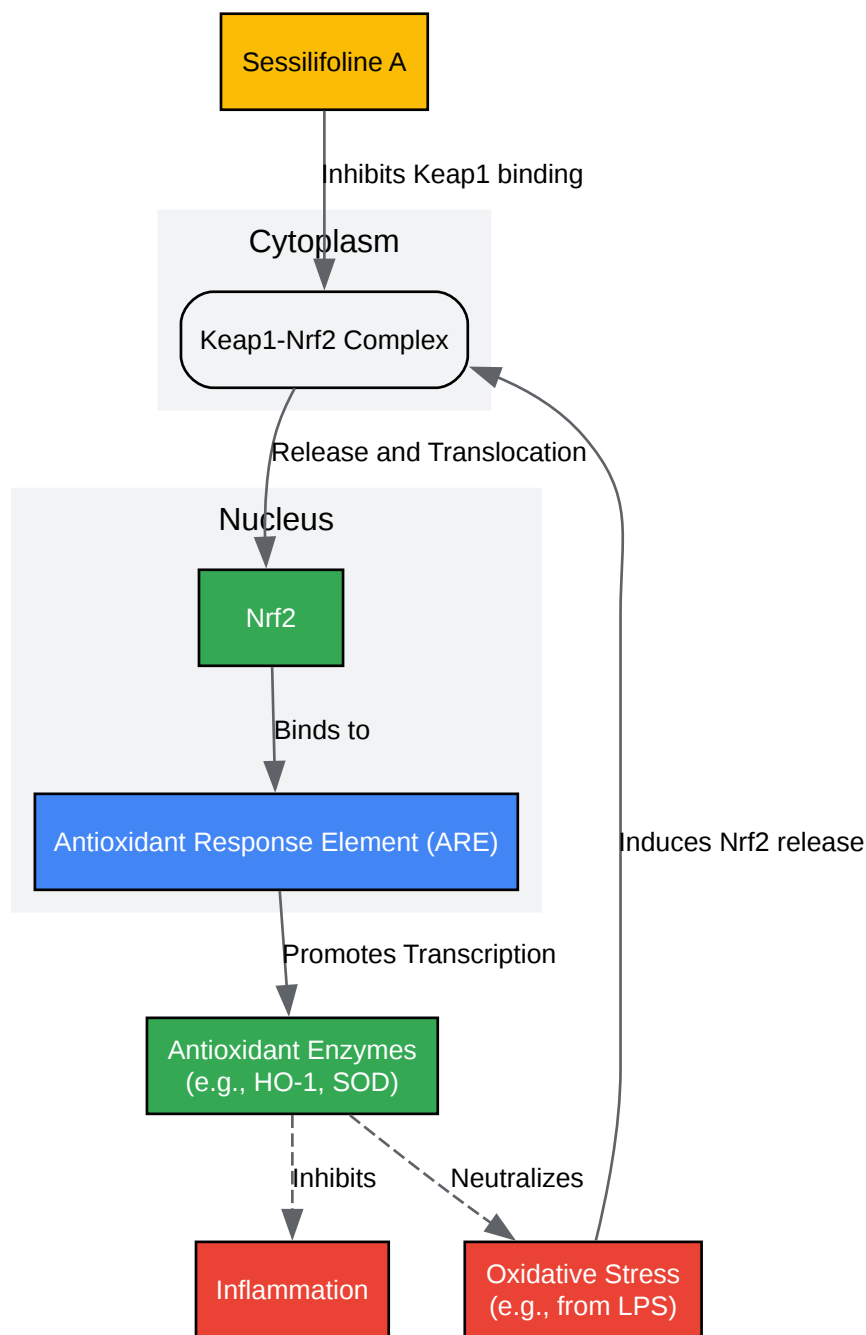 Sessilifoline A
Inhibits Keap1 binding
Cytoplasm
Keap1-Nrf2 Complex
Release and Translocation
Nucleus
Nrf2
Binds to
Antioxidant Response Element (ARE)
Induces Nrf2 release
Promotes Transcription
Antioxidant Enzymes
(e.g., HO-1, SOD)
Inhibits
Neutralizes
Inflammation
Oxidative Stress
(e.g., from LPS)